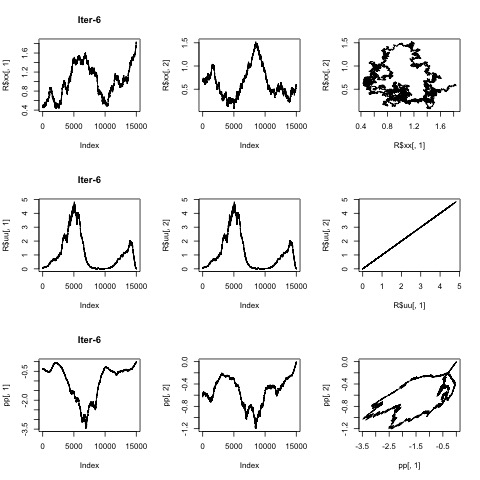 Iter-6
R$xx[, 1]
0.4 0.8 1.2 1.6
0 5000 10000 15000
Index
R$xx[, 2]
0.5 1.0 1.5
0 5000 10000 15000
Index
R$xx[, 2]
0.5 1.0 1.5
0.4 0.8 1.2 1.6
R$xx[, 1]
Iter-6
R$uu[, 1]
0 1 2 3 4 5
0 5000 10000 15000
Index
R$uu[, 2]
0 1 2 3 4 5
0 5000 10000 15000
Index
R$uu[, 2]
0 1 2 3 4 5
0 1 2 3 4 5
R$uu[, 1]
Iter-6
pp[, 1]
-3.5 -2.0 -0.5
0 5000 10000 15000
Index
pp[, 2]
-1.2 -0.8 -0.4 0.0
0 5000 10000 15000
Index
pp[, 2]
-1.2 -0.8 -0.4 0.0
-3.5 -2.5 -1.5 -0.5
pp[, 1]